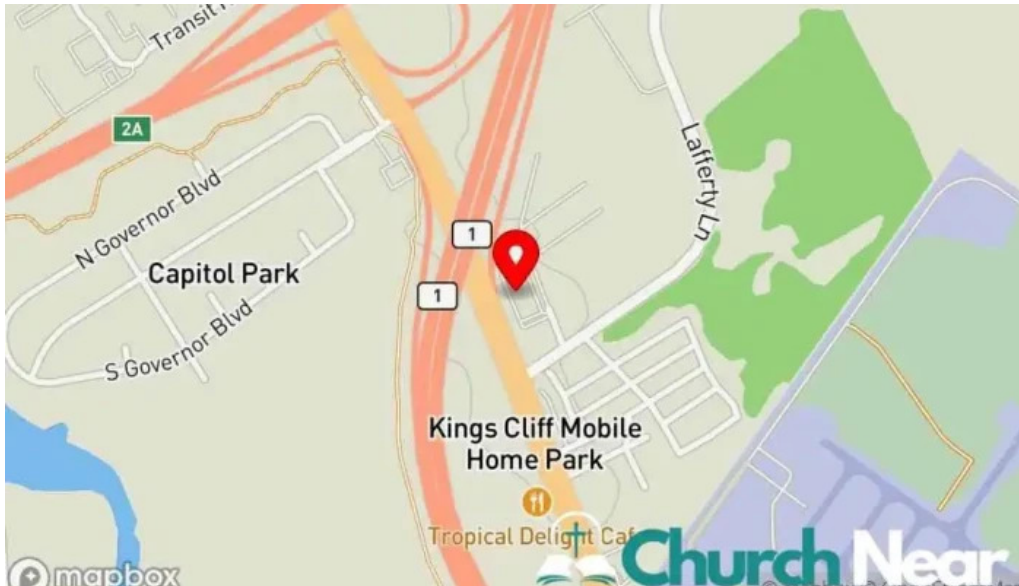 Transit
2A
N Governor Blvd
Lafferty Ln
1
Capitol Park
1
S Governor Blvd
Kings Cliff Mobile
Home Park
Tropical Delight Caf
Church Near
mapbox